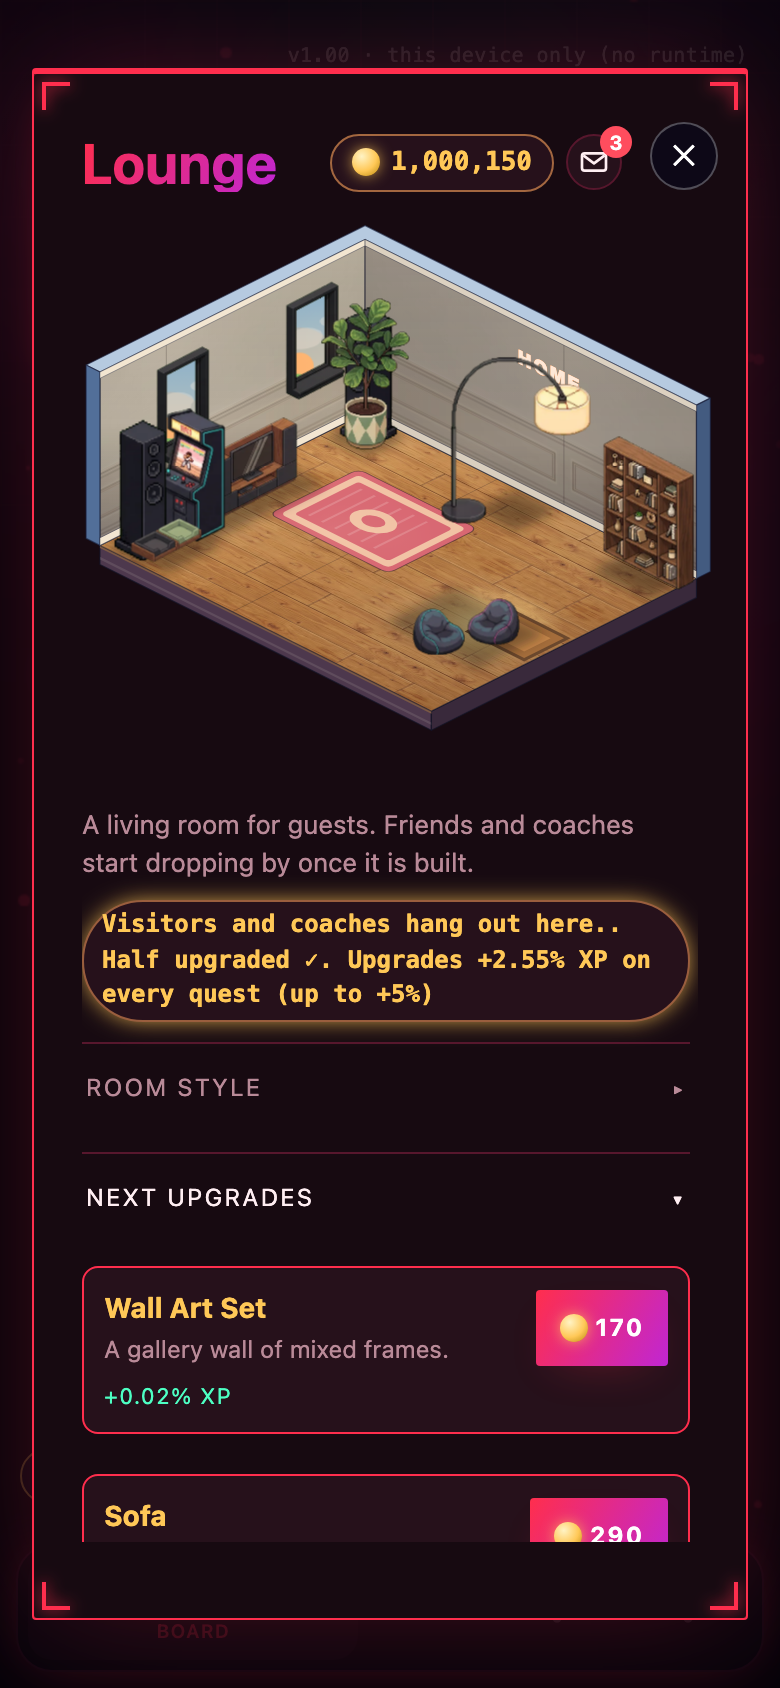 v1.00 · this device only (no runtime)
Lounge
1,000,150
3
HOME
A living room for guests. Friends and coaches
start dropping by once it is built.
Visitors and coaches hang out here..
Half upgraded ✓. Upgrades +2.55% XP on
every quest (up to +5%)
ROOM STYLE
NEXT UPGRADES
Wall Art Set
170
A gallery wall of mixed frames.
+0.02% XP
Sofa
290
BOARD